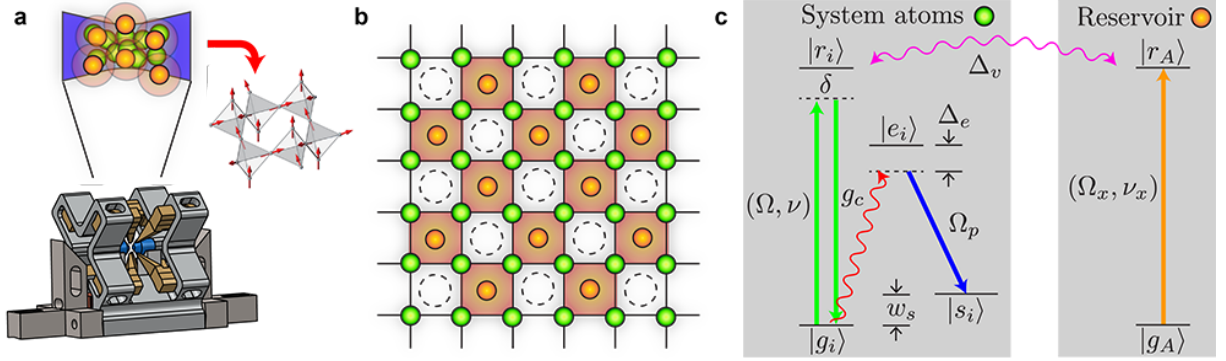 a
b
c
System atoms
Reservoir
|r_i⟩
Δ_v
|r_A⟩
δ
|e_i⟩
Δ_e
(Ω, ν)
g_c
Ω_p
(Ω_x, ν_x)
w_s
|s_i⟩
|g_i⟩
|g_A⟩